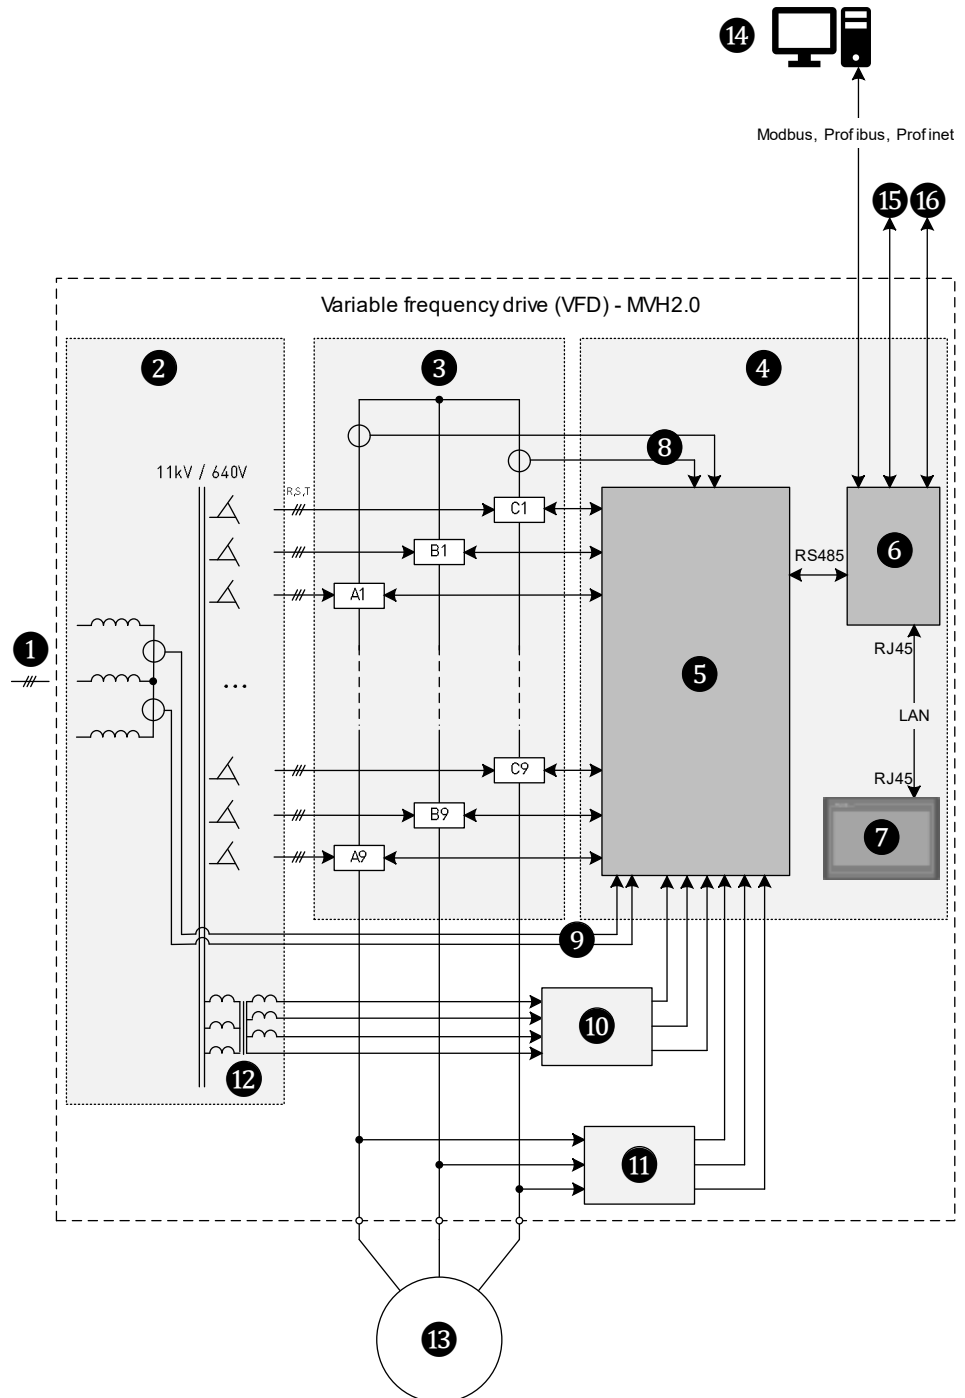 14
Modbus, Profibus, Profinet
15 16
Variable frequency drive (VFD) - MVH2.0
2 3 4
8
11kV / 640V
R,S,T
C1
B1
RS485 6
A1
1
RJ45
5
...
LAN
C9
RJ45
B9
7
A9
9
10
12
11
13